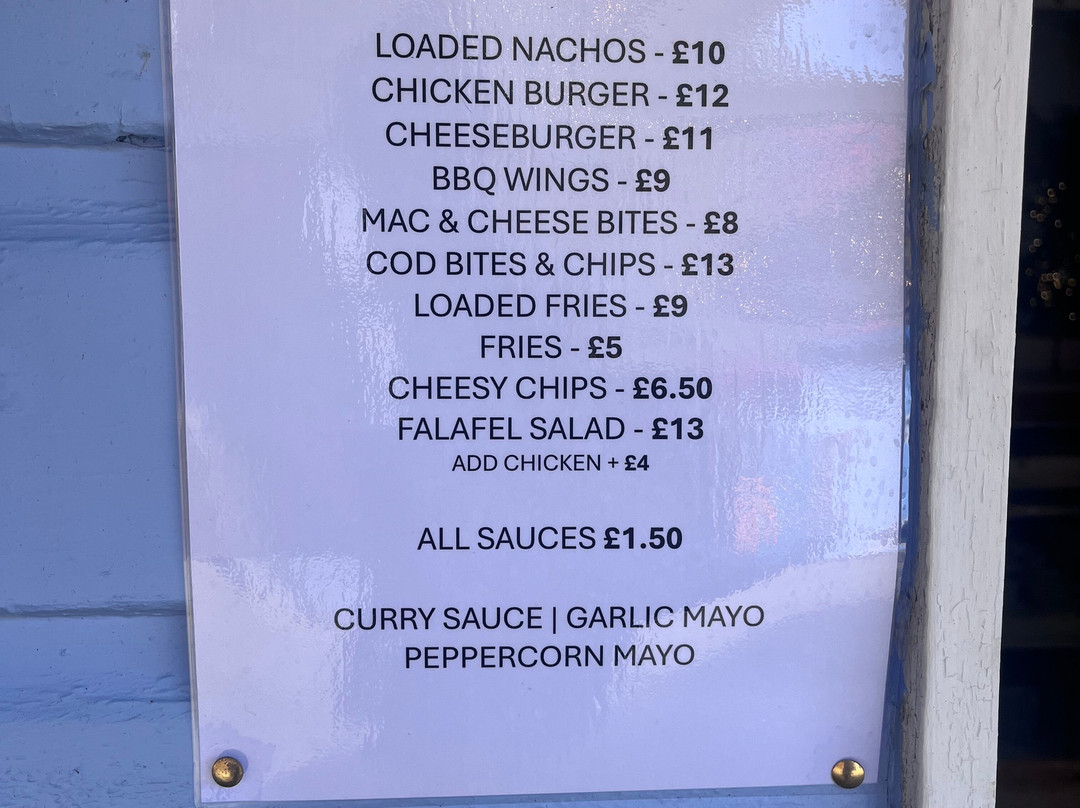 LOADED NACHOS - £10
CHICKEN BURGER - £12
CHEESEBURGER - £11
BBQ WINGS - £9
MAC & CHEESE BITES - £8
COD BITES & CHIPS - £13
LOADED FRIES - £9
FRIES - £5
CHEESY CHIPS - £6.50
FALAFEL SALAD - £13
ADD CHICKEN + £4
ALL SAUCES £1.50
CURRY SAUCE | GARLIC MAYO
PEPPERCORN MAYO